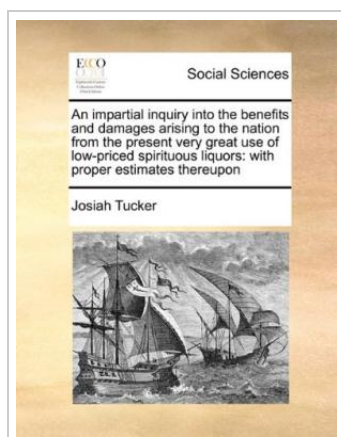 ECCO
Social Sciences
An impartial inquiry into the benefits
and damages arising to the nation
from the present very great use of
low-priced spirituous liquors: with
proper estimates thereupon
Josiah Tucker